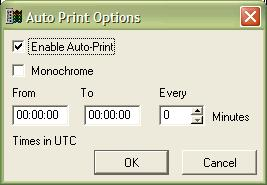 Auto Print Options
Enable Auto-Print
Monochrome
From To Every
00:00:00 00:00:00 0 Minutes
Times in UTC
OK Cancel